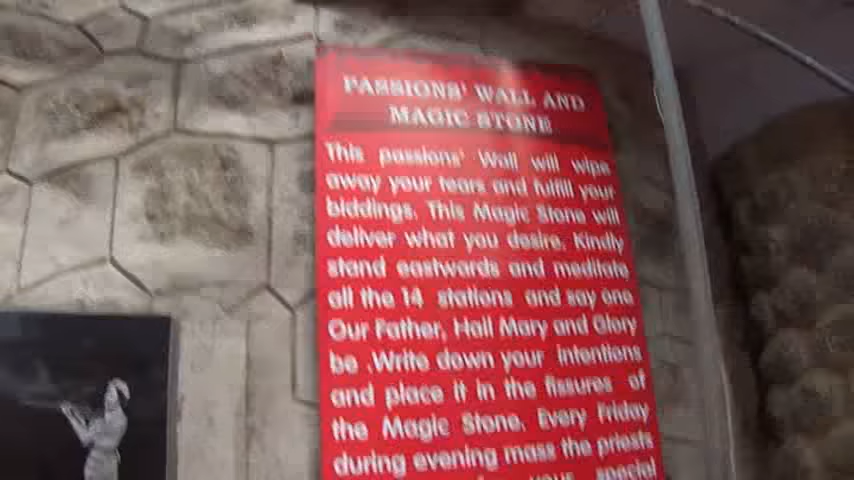 PASSIONS' WALL AND
MAGIC STONE
This passions' Wall will wipe
away your tears and fulfill your
biddings. This Magic Stone will
deliver what you desire. Kindly
stand eastwards and meditate
all the 14 stations and say one
Our Father, Hail Mary and Glory
be .Write down your intentions
and place it in the fissures of
the Magic Stone. Every Friday
during evening mass the priests
your special